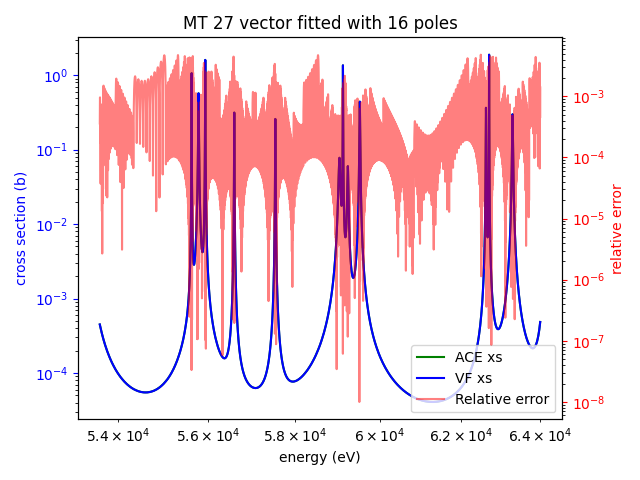 MT 27 vector fitted with 16 poles
cross section (b)
10⁰
10⁻¹
10⁻²
10⁻³
10⁻⁴
relative error
10⁻³
10⁻⁴
10⁻⁵
10⁻⁶
10⁻⁷
10⁻⁸
ACE xs
VF xs
Relative error
5.4 × 10⁴ 5.6 × 10⁴ 5.8 × 10⁴ 6 × 10⁴ 6.2 × 10⁴ 6.4 × 10⁴
energy (eV)